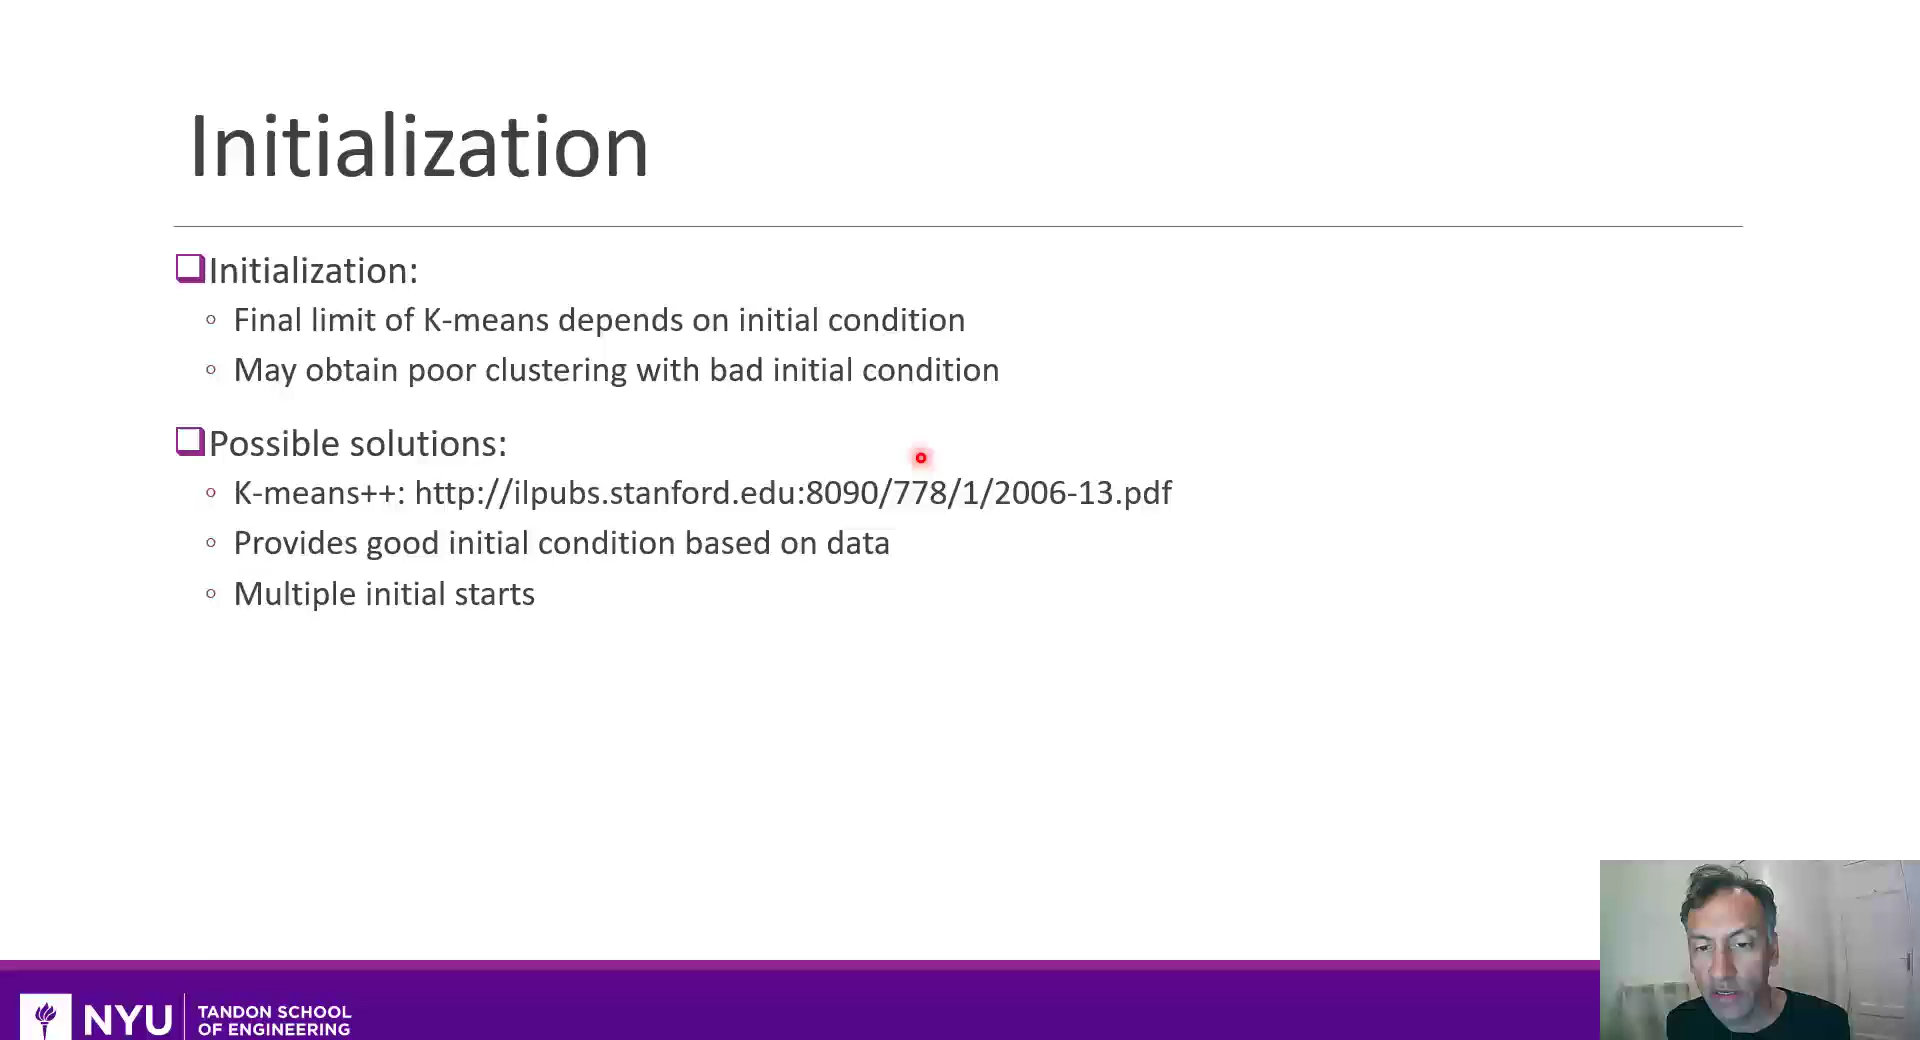 Initialization
Initialization:
Final limit of K-means depends on initial condition
May obtain poor clustering with bad initial condition
Possible solutions:
K-means++: http://ilpubs.stanford.edu:8090/778/1/2006-13.pdf
Provides good initial condition based on data
Multiple initial starts
NYU
TANDON SCHOOL
OF ENGINEERING